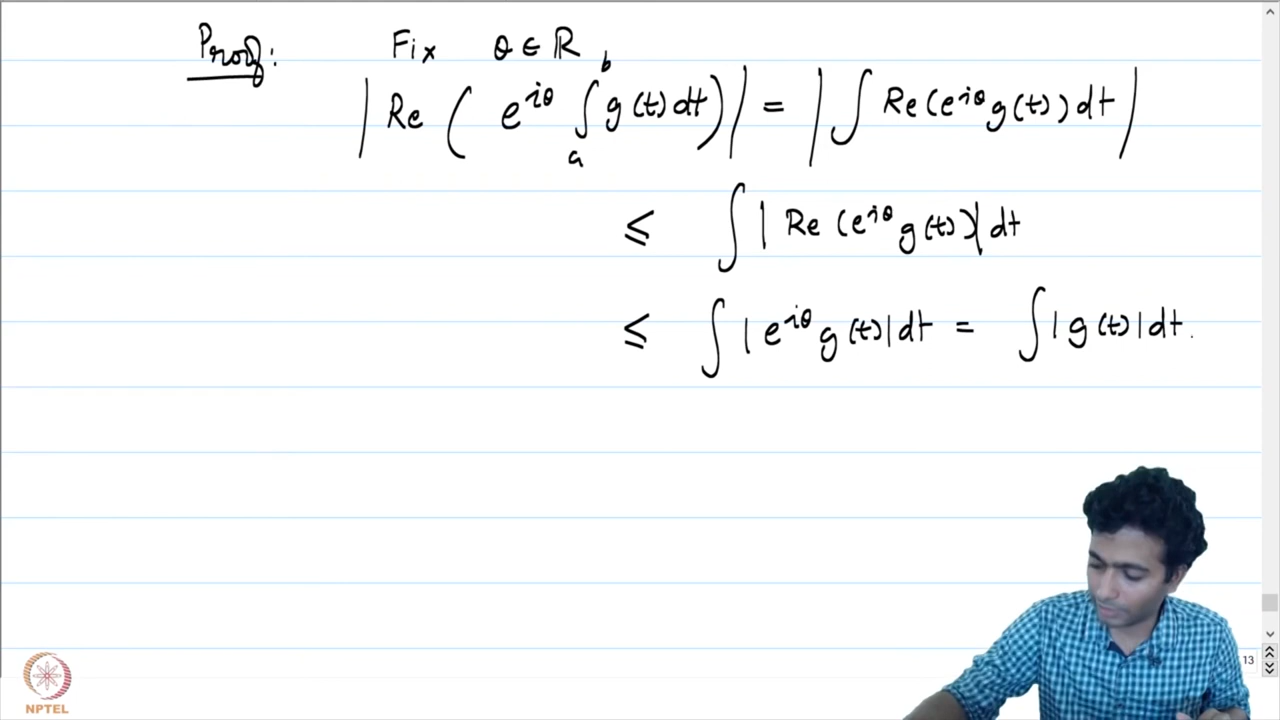 Proof: Fix θ ∈ ℝ
| Re ( e^{iθ} ∫_a^b g(t) dt ) | = | ∫ Re(e^{iθ} g(t)) dt |
≤ ∫ | Re (e^{iθ} g(t)) | dt
≤ ∫ | e^{iθ} g(t) | dt = ∫ | g(t) | dt.
13
NPTEL